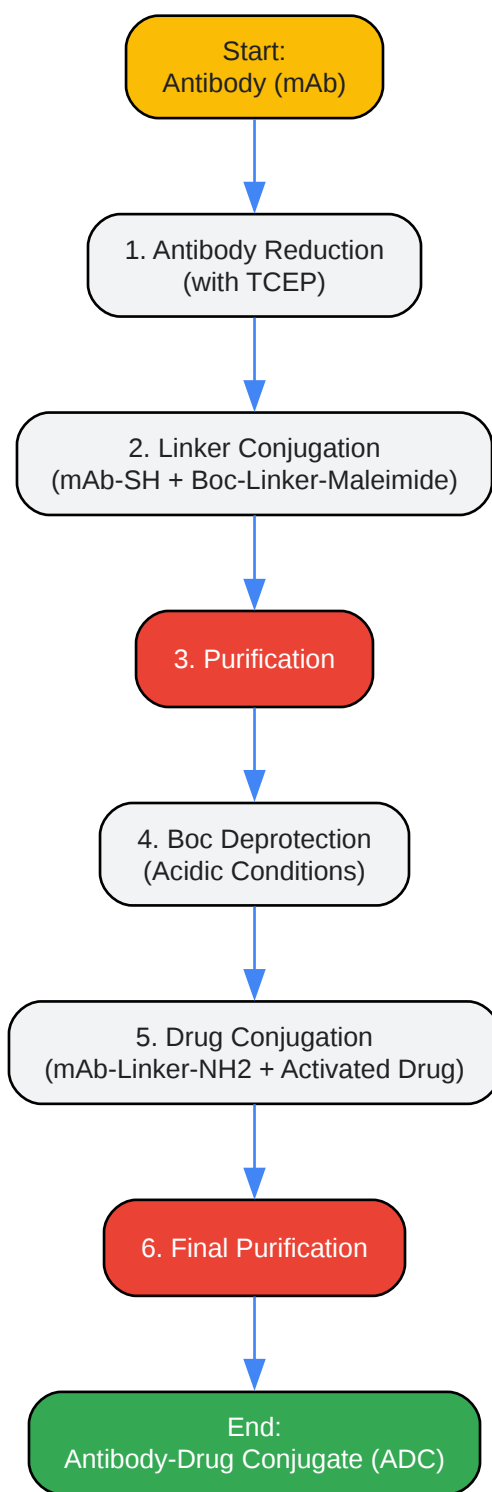 Start:
Antibody (mAb)
1. Antibody Reduction
(with TCEP)
2. Linker Conjugation
(mAb-SH + Boc-Linker-Maleimide)
3. Purification
4. Boc Deprotection
(Acidic Conditions)
5. Drug Conjugation
(mAb-Linker-NH2 + Activated Drug)
6. Final Purification
End:
Antibody-Drug Conjugate (ADC)